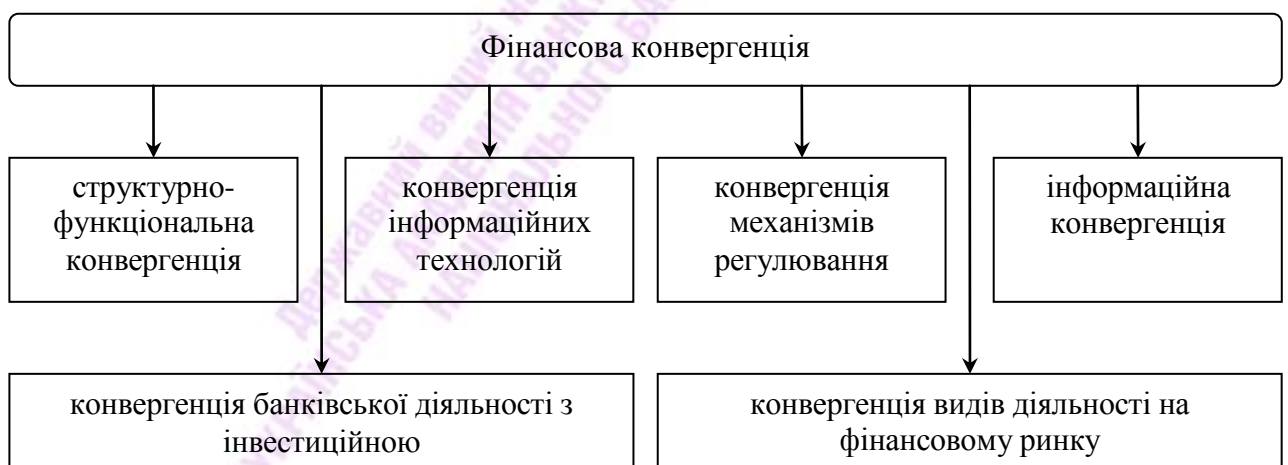 Фінансова конвергенція
структурно-
функціональна
конвергенція
конвергенція
інформаційних
технологій
конвергенція
механізмів
регулювання
інформаційна
конвергенція
конвергенція банківської діяльності з
інвестиційною
конвергенція видів діяльності на
фінансовому ринку